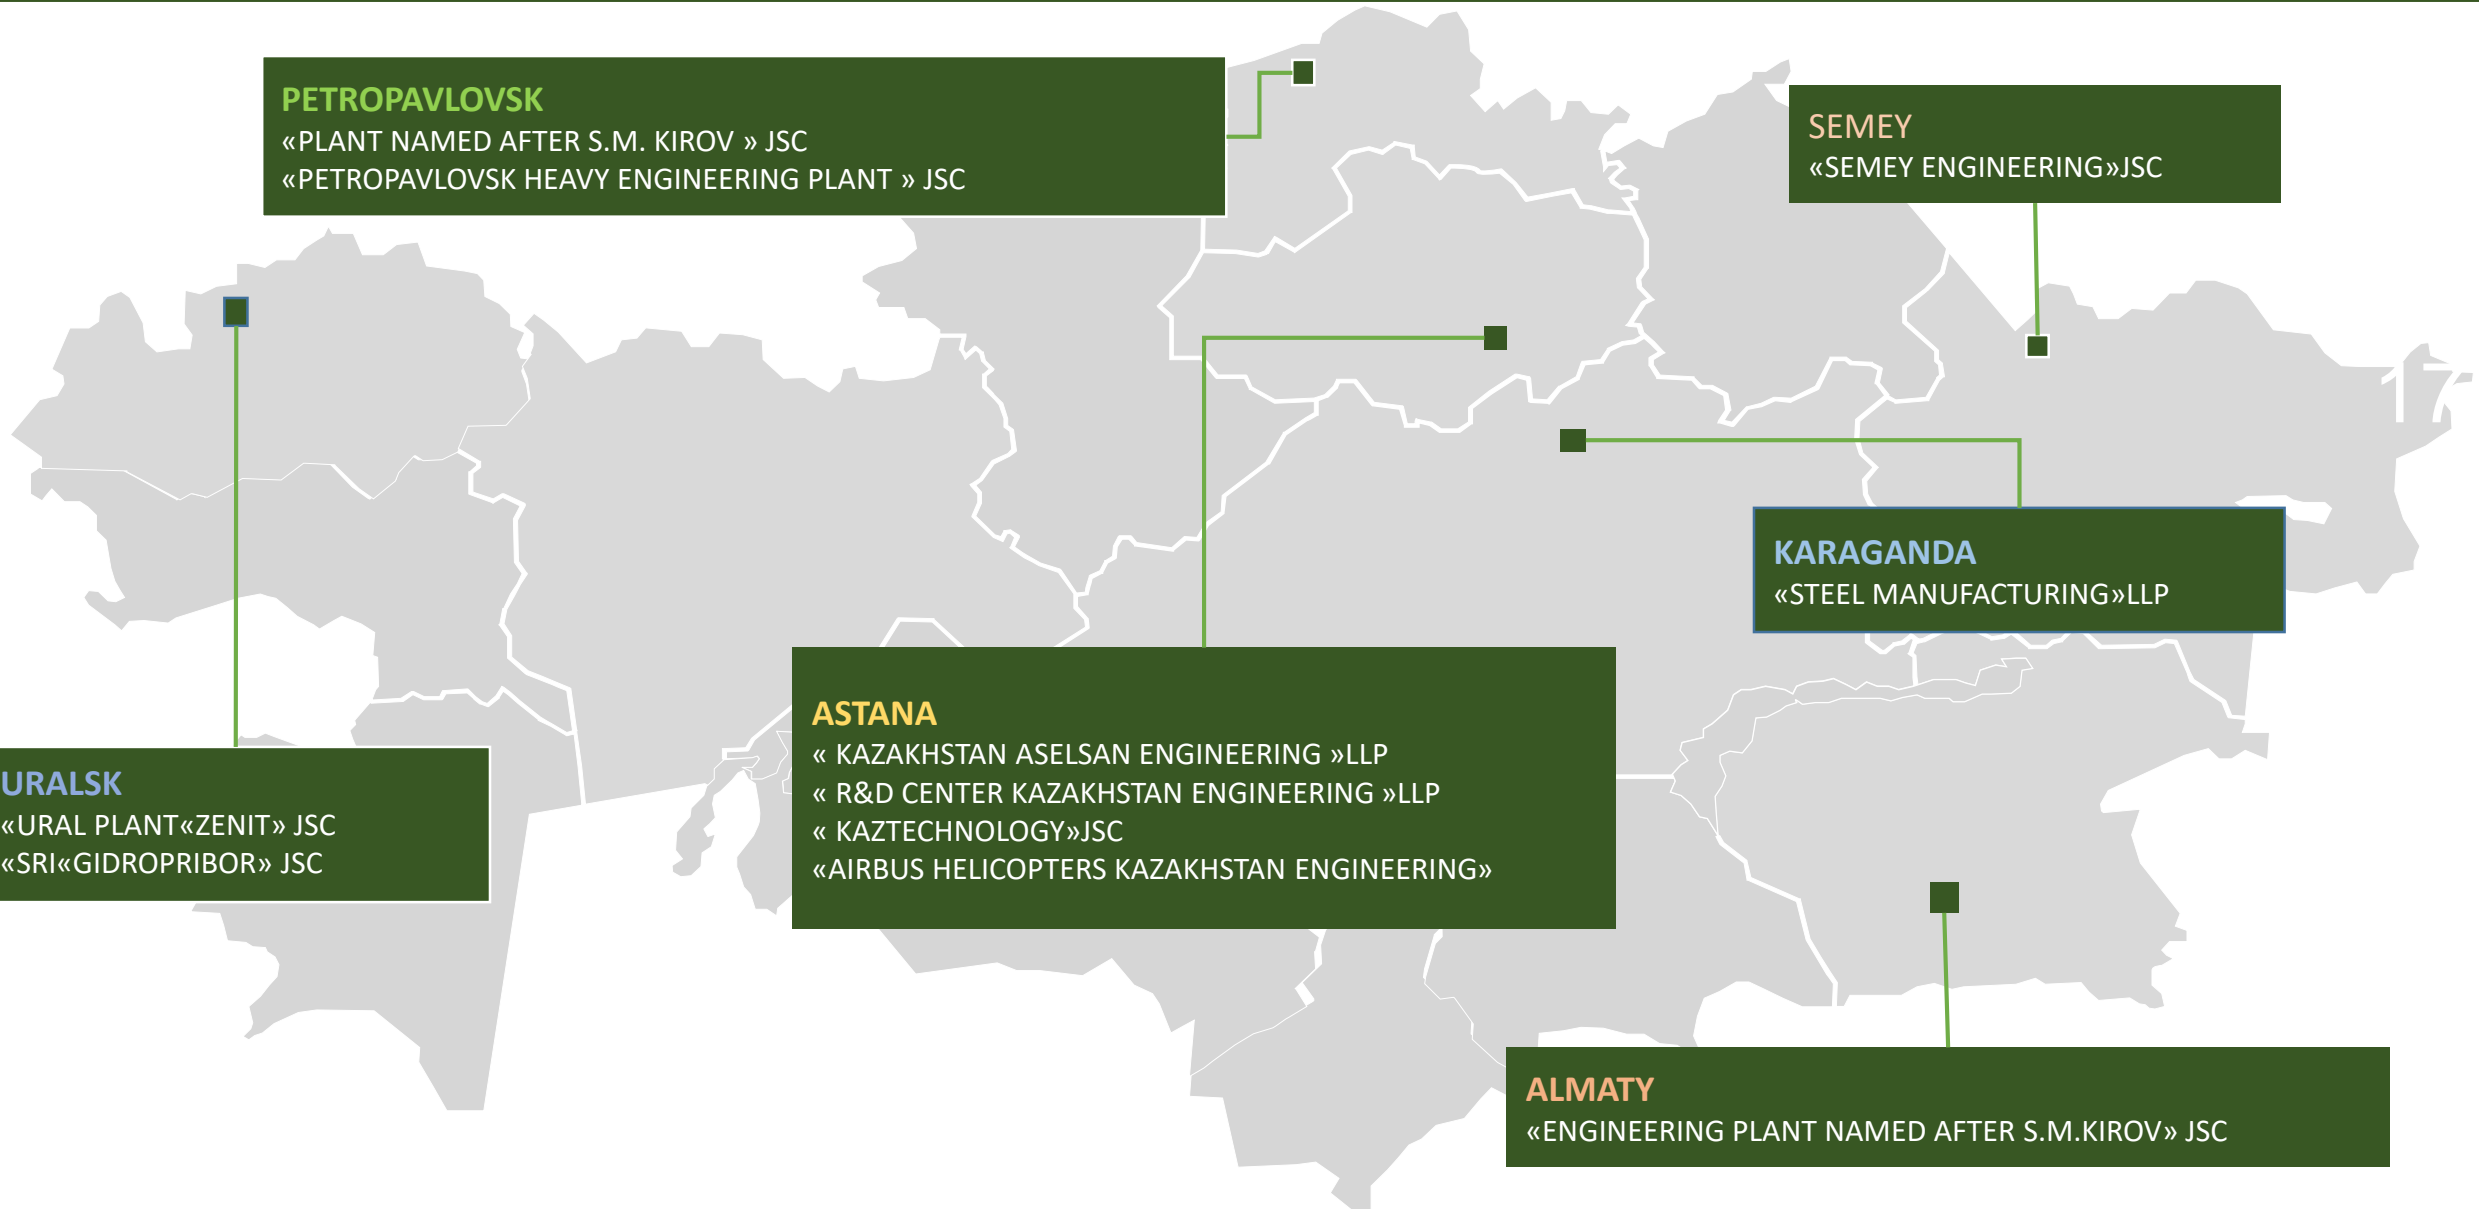 PETROPAVLOVSK
«PLANT NAMED AFTER S.M. KIROV » JSC
«PETROPAVLOVSK HEAVY ENGINEERING PLANT » JSC
SEMEY
«SEMEY ENGINEERING»JSC
17
KARAGANDA
«STEEL MANUFACTURING»LLP
ASTANA
« KAZAKHSTAN ASELSAN ENGINEERING »LLP
« R&D CENTER KAZAKHSTAN ENGINEERING »LLP
« KAZTECHNOLOGY»JSC
«AIRBUS HELICOPTERS KAZAKHSTAN ENGINEERING»
URALSK
«URAL PLANT«ZENIT» JSC
«SRI«GIDROPRIBOR» JSC
ALMATY
«ENGINEERING PLANT NAMED AFTER S.M.KIROV» JSC